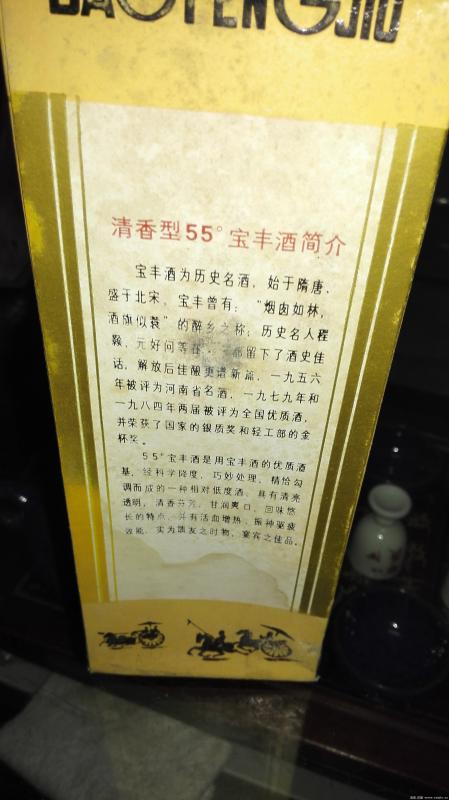 BAOFENGJIU
清香型55°宝丰酒简介
宝丰酒为历史名酒，始于隋唐、
盛于北宋。宝丰曾有：“烟囱如林，
酒旗似蓑”的醉乡之称；历史名人程
颢，元好问等在 都留下了酒史佳
话，解放后佳酿更谱新篇，一九五六
年被评为河南省名酒，一九七九年和
一九八四年两届被评为全国优质酒，
并荣获了国家的银质奖和轻工部的金
杯奖。
55°宝丰酒是用宝丰酒的优质酒
基，经科学降度，巧妙处理，精恰勾
调而成的一种相对低度酒。具有清亮
透明，清香芬芳，甘润爽口，回味悠
长的特点，并有活血增热，振神驱疲
效能，实为馈友之时物，宴宾之佳品。